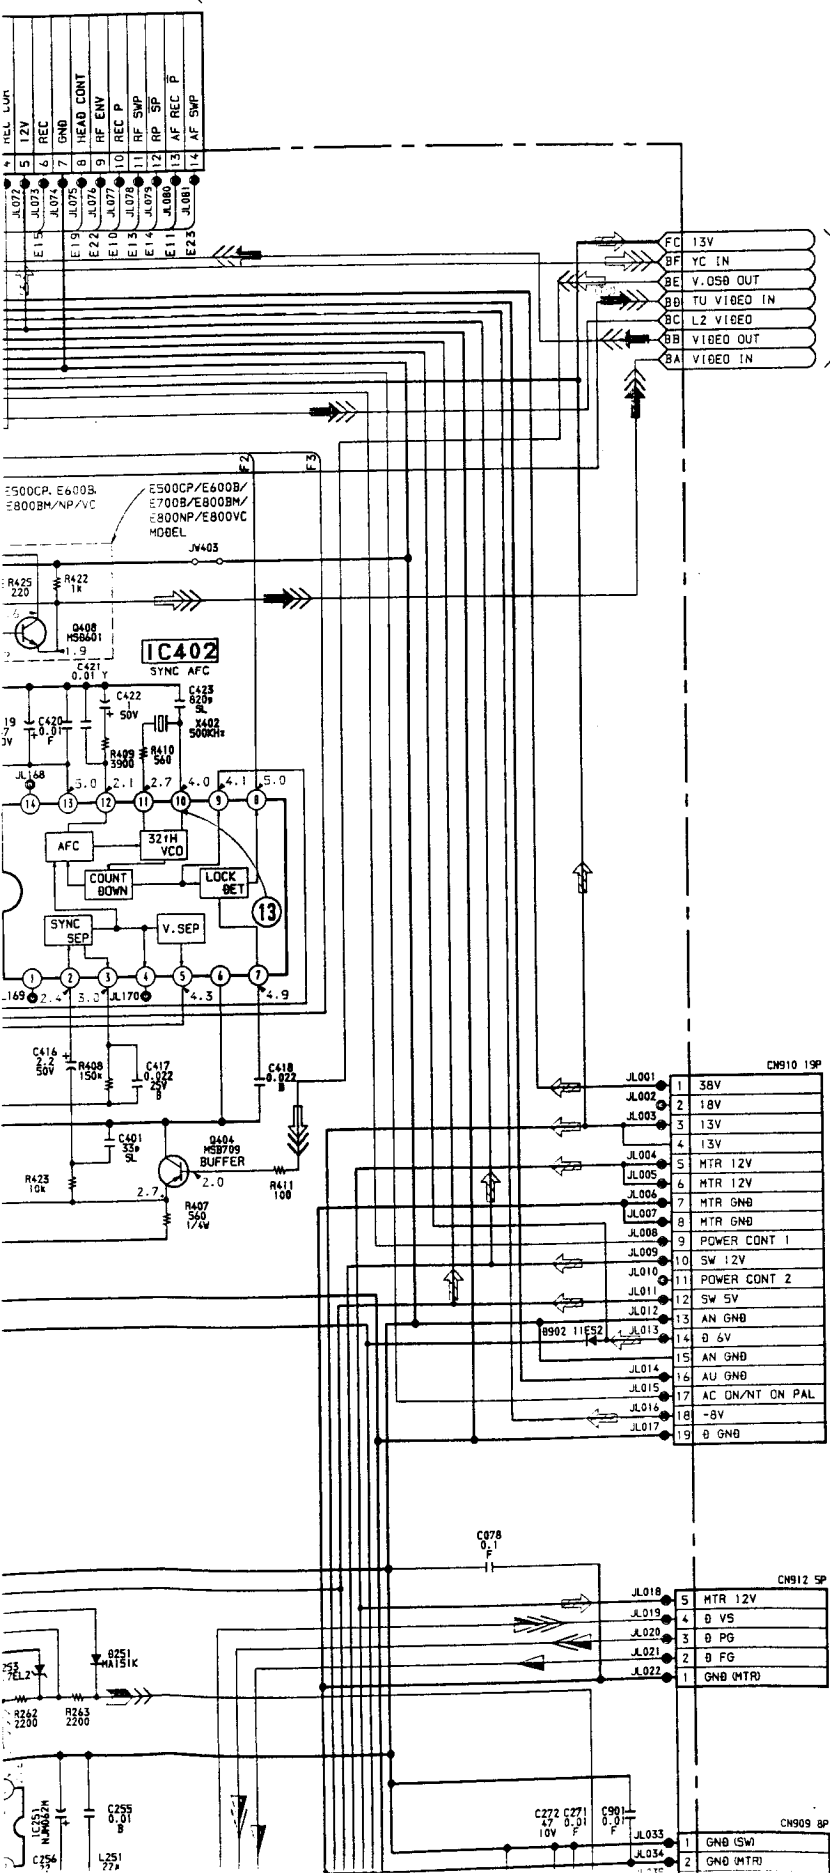 5 12V
6 REC
7 GND
8 HEAD CONT
9 RF ENV
10 REC P
11 RF SWP
12 RP SP
13 AF REC P
14 AF SWP
JL072
JL073
JL074
JL075
JL076
JL077
JL078
JL079
JL080
JL081
E15
E19
E22
E10
E13
E14
E11
E23
FC 13V
BF YC IN
BE V.OSD OUT
BD TU VIDEO IN
BC L2 VIDEO
BB VIDEO OUT
BA VIDEO IN
F2
F3
E500CP, E600B,
E800BM/NP/VC
E500CP/E600B/
E700B/E800BM/
E800NP/E800VC
MODEL
JW403
R425
220
R422
1k
Q408
MSB601
1.9
IC402
SYNC AFC
C421
0.01 Y
C422
1
50V
C423
820p
SL
C420
0.01
F
R409
3900
R410
560
X402
500KHz
JL168
5.0
2.1
2.7
4.0
4.1
5.0
14
13
12
11
10
9
8
AFC
32fH
VCO
COUNT
DOWN
LOCK
DET
13
SYNC
SEP
V.SEP
1
2
3
4
5
6
7
L169
2.4
3.0
JL170
4.3
4.9
C416
2.2
50V
R408
150k
C417
0.022
25V
B
C418
0.022
B
C401
33p
SL
Q404
MSB709
BUFFER
2.0
R423
10k
2.7
R407
560
1/4W
R411
100
CN910 19P
JL001 1 38V
JL002 2 18V
JL003 3 13V
4 13V
JL004 5 MTR 12V
JL005 6 MTR 12V
JL006 7 MTR GND
JL007 8 MTR GND
JL008 9 POWER CONT 1
JL009 10 SW 12V
JL010 11 POWER CONT 2
JL011 12 SW 5V
JL012 13 AN GND
D902 11ES2
JL013 14 D 6V
15 AN GND
JL014 16 AU GND
JL015 17 AC ON/NT ON PAL
JL016 18 -8V
JL017 19 D GND
C078
0.1
F
CN912 5P
JL018 5 MTR 12V
JL019 4 D VS
JL020 3 D PG
JL021 2 D FG
JL022 1 GND (MTR)
D251
MA151K
R262
2200
R263
2200
IC251
NJM062M
C255
0.01
B
C256
L251
C272
47
10V
C271
0.01
F
C901
0.01
F
CN909 8P
JL033 1 GND (SW)
JL034 2 GND (MTR)